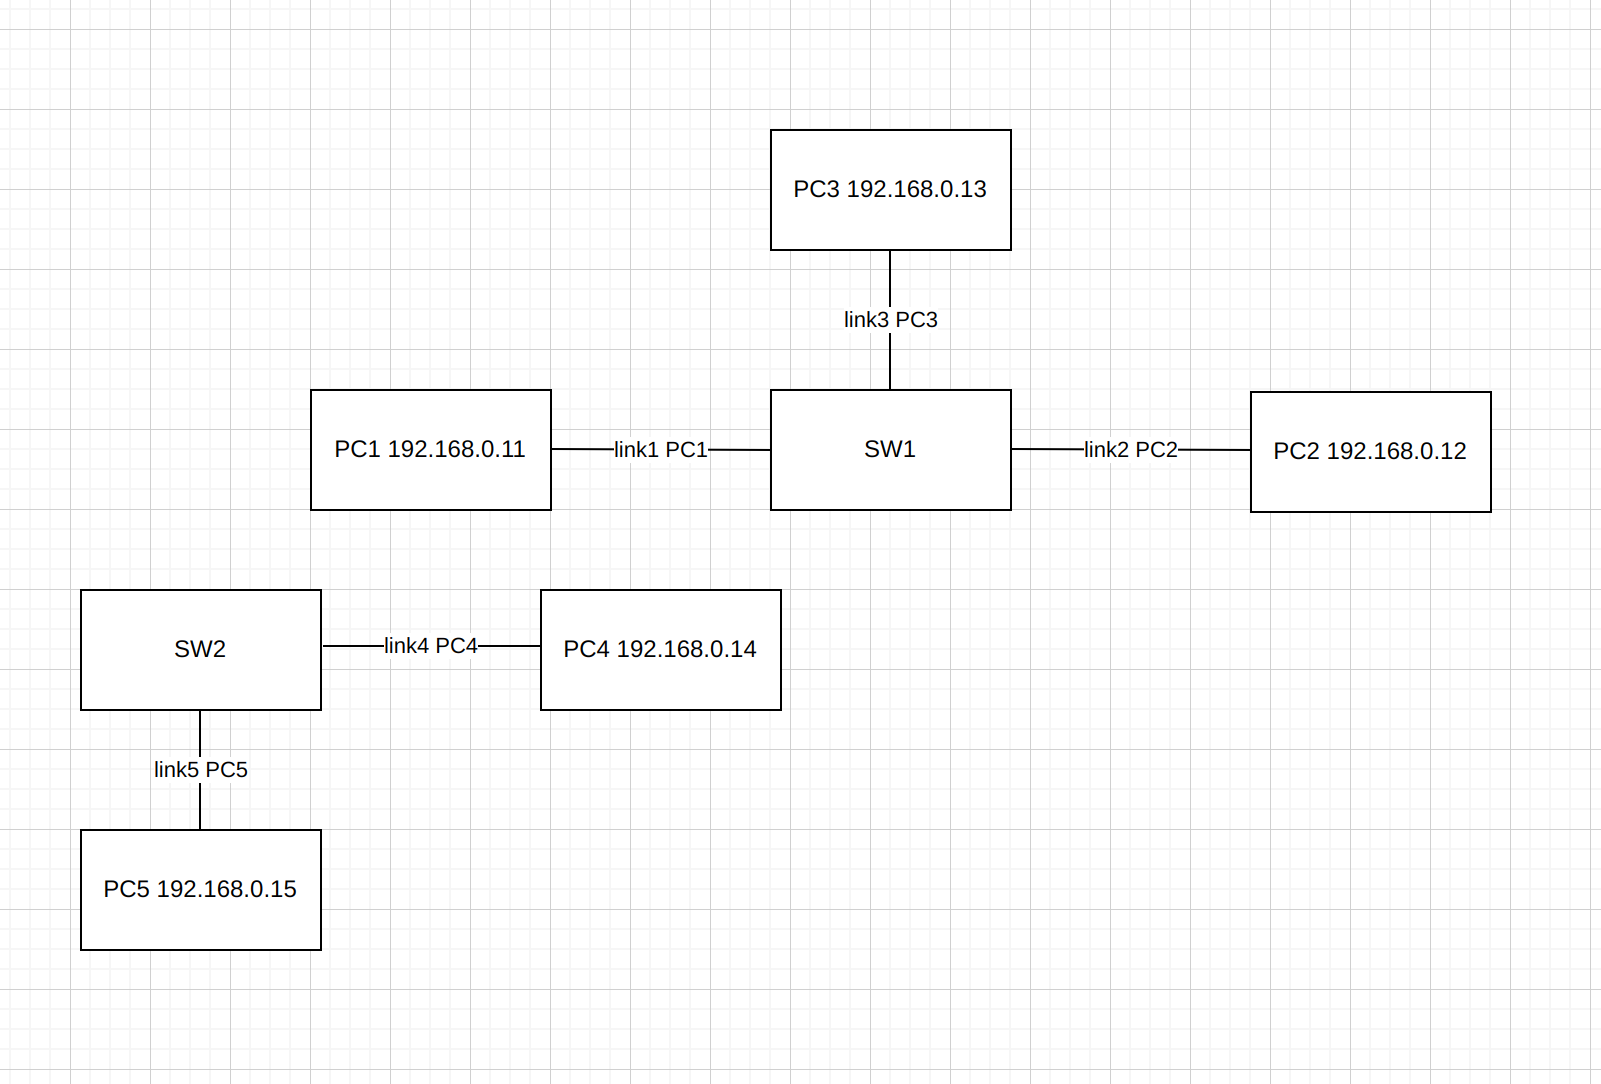 PC3 192.168.0.13
link3 PC3
PC1 192.168.0.11
link1 PC1
SW1
link2 PC2
PC2 192.168.0.12
SW2
link4 PC4
PC4 192.168.0.14
link5 PC5
PC5 192.168.0.15